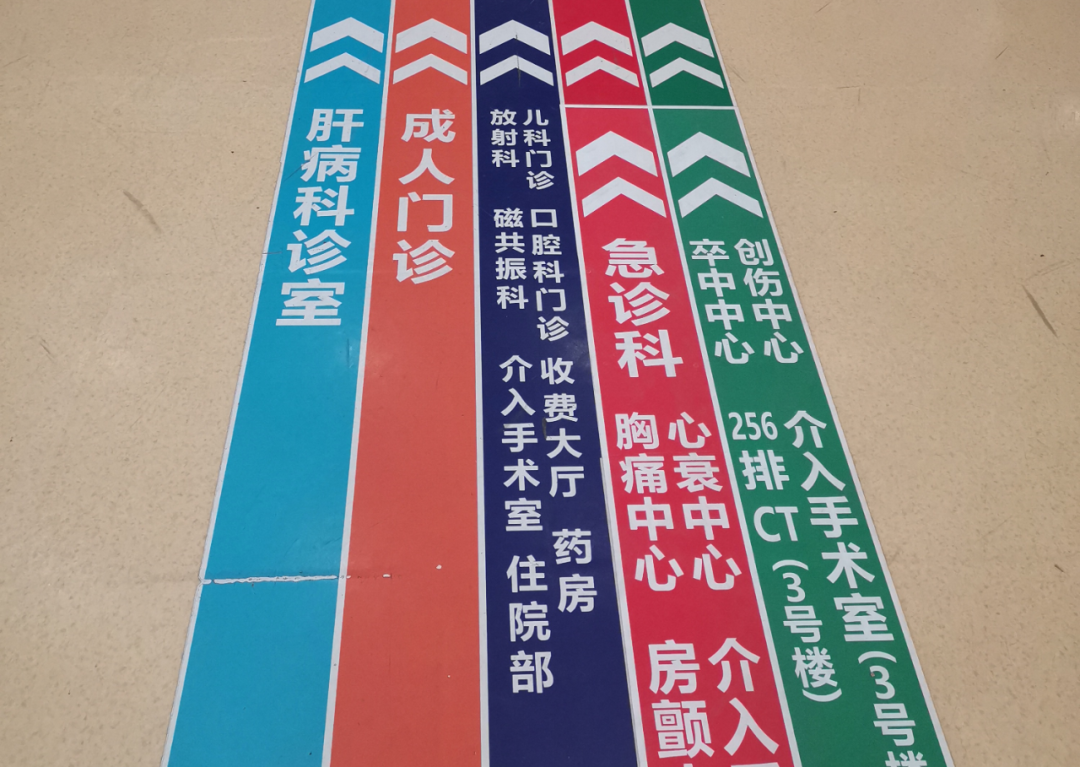 肝病科诊室
成人门诊
儿科门诊 口腔科门诊 收费大厅 药房
放射科 磁共振科 介入手术室 住院部
急诊科
心衰中心 介入
胸痛中心 房颤
创伤中心 介入手术室(3号楼
卒中中心 256排CT(3号楼)